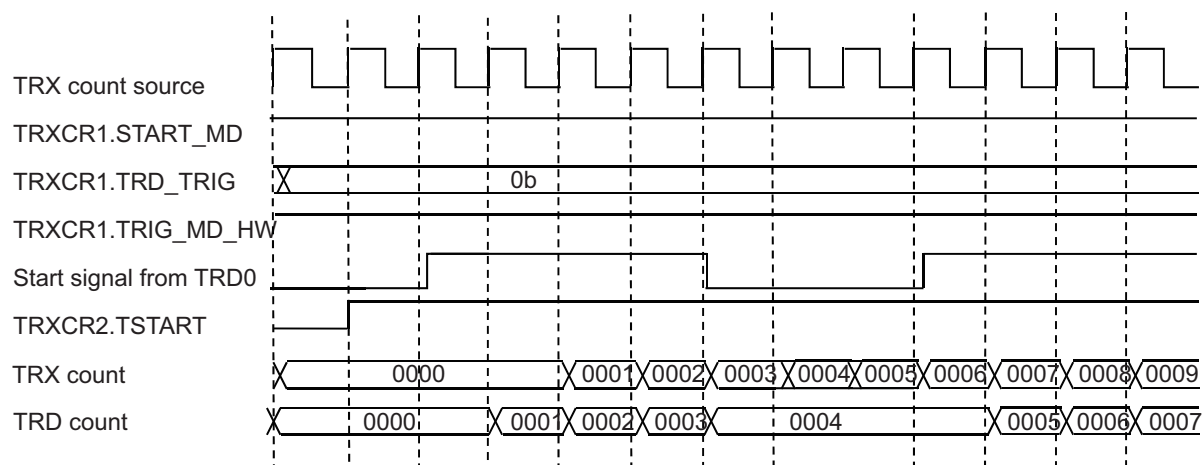 TRX count source
TRXCR1.START_MD
TRXCR1.TRD_TRIG 0b
TRXCR1.TRIG_MD_HW
Start signal from TRD0
TRXCR2.TSTART
TRX count 0000 0001 0002 0003 0004 0005 0006 0007 0008 0009
TRD count 0000 0001 0002 0003 0004 0005 0006 0007